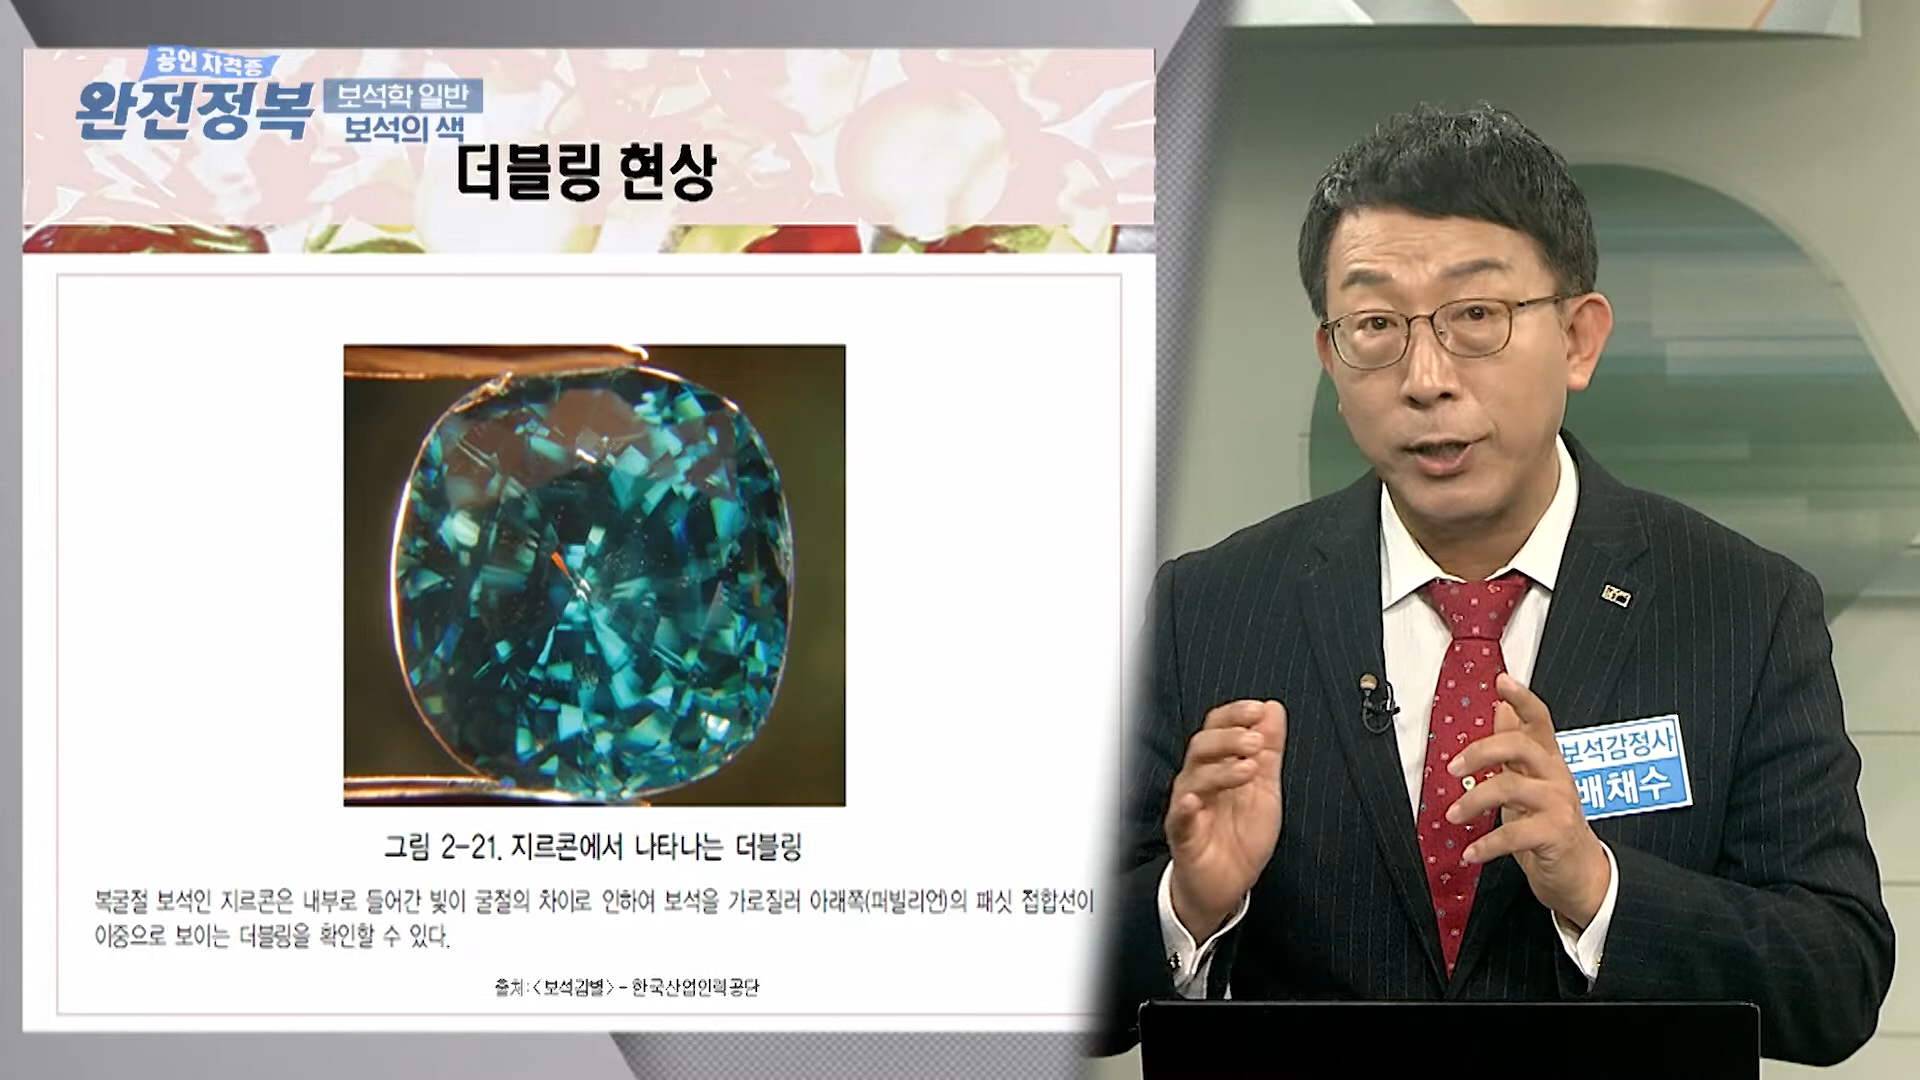 공인 자격증
완전정복
보석학 일반
보석의 색
더블링 현상
그림 2-21. 지르콘에서 나타나는 더블링
복굴절 보석인 지르콘은 내부로 들어간 빛이 굴절의 차이로 인하여 보석을 가로질러 아래쪽(퍼빌리언)의 패싯 접합선이
이중으로 보이는 더블링을 확인할 수 있다.
출처:<보석감별>-한국산업인력공단
보석감정사
배채수